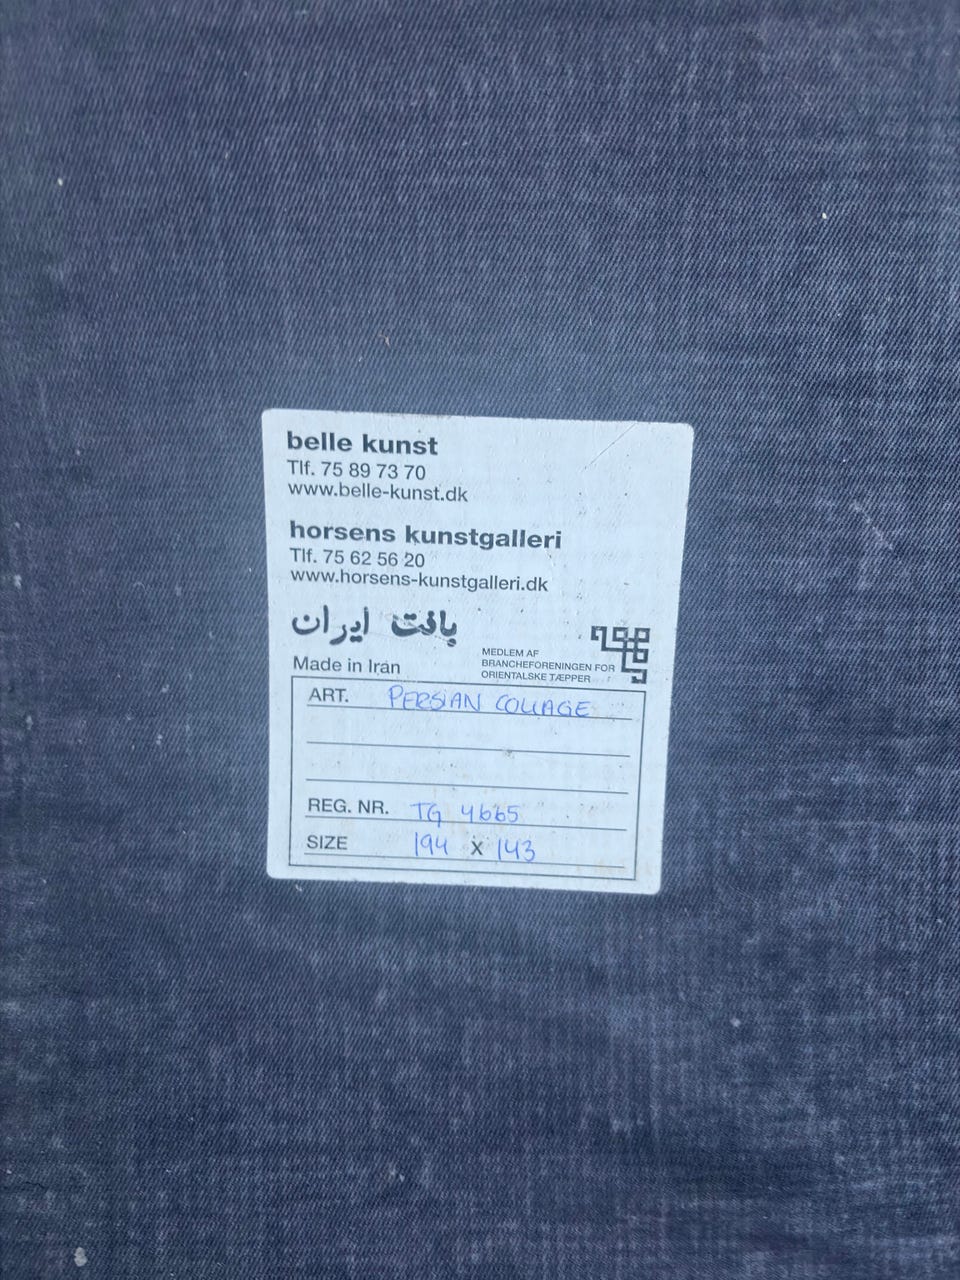 belle kunst
Tlf. 75 89 73 70
www.belle-kunst.dk
horsens kunstgalleri
Tlf. 75 62 56 20
www.horsens-kunstgalleri.dk
بافت ایران
Made in Iran
MEDLEM AF
BRANCHEFORENINGEN FOR
ORIENTALSKE TÆPPER
ART. PERSIAN COLLAGE
REG. NR. TG 4665
SIZE 194 X 143